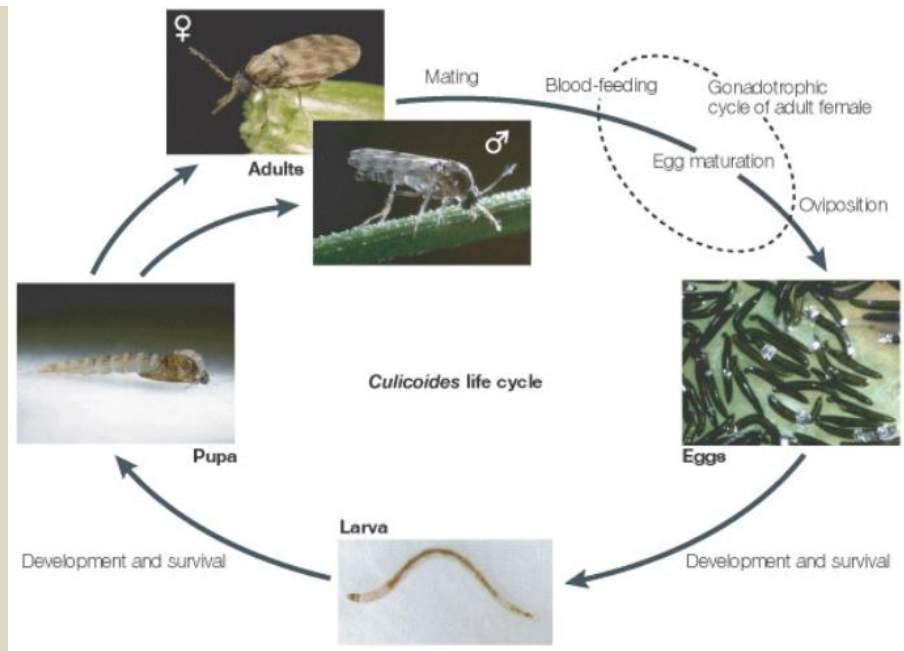 ♀
Mating
Blood-feeding
Gonadotrophic
cycle of adult female
Adults
♂
Egg maturation
Oviposition
Culicoides life cycle
Pupa
Eggs
Larva
Development and survival
Development and survival